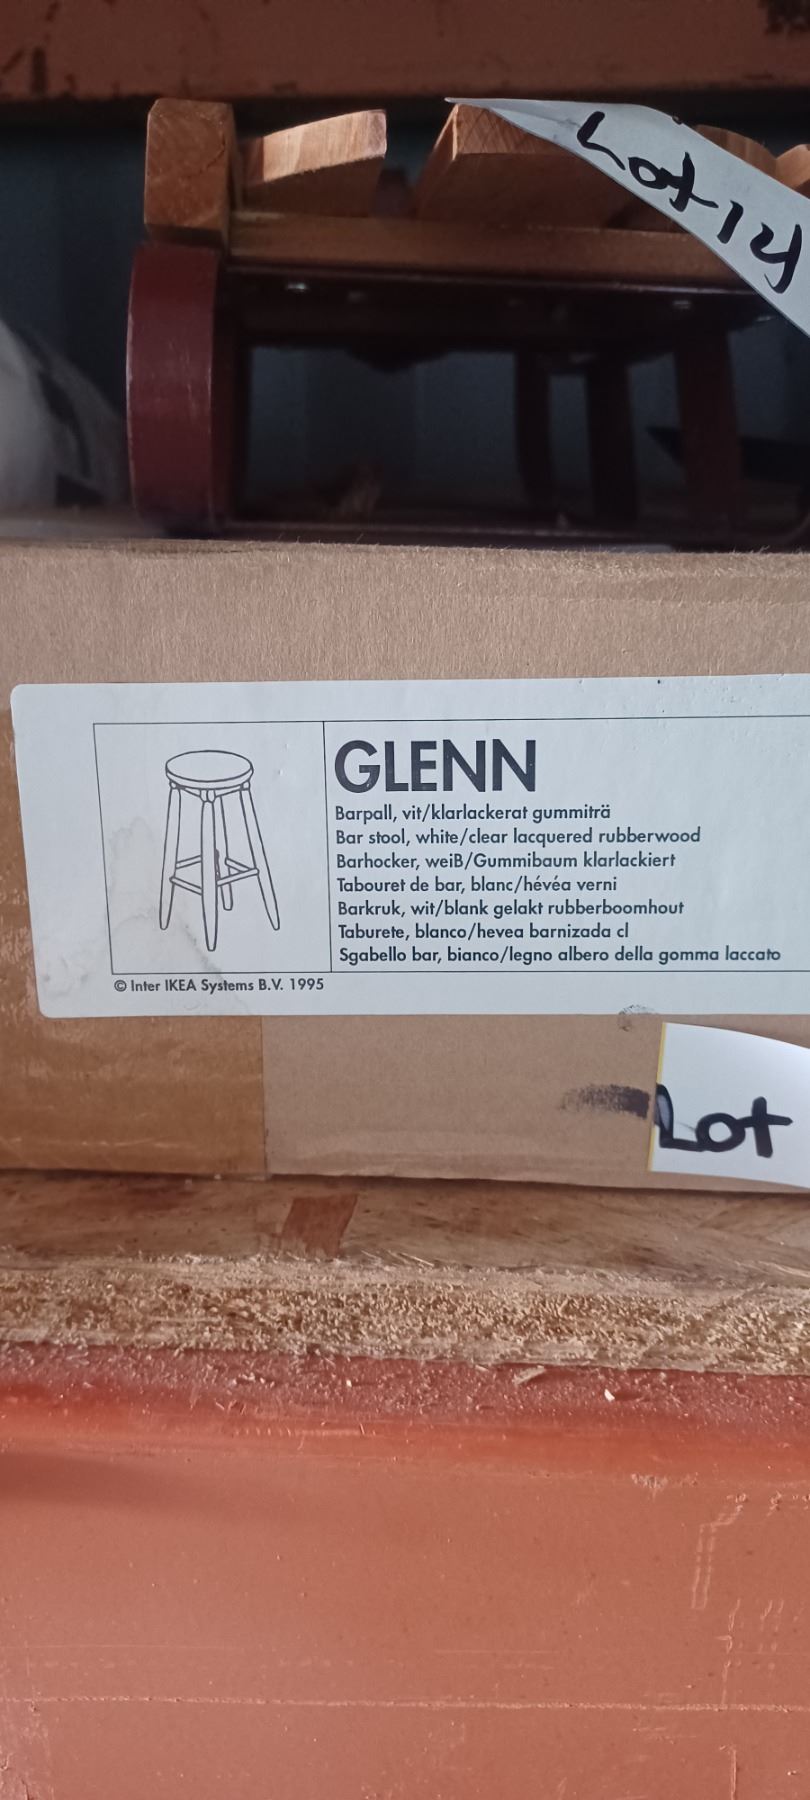 Lot 14
GLENN
Barpall, vit/klarlackerat gummiträ
Bar stool, white/clear lacquered rubberwood
Barhocker, weiß/Gummibaum klarlackiert
Tabouret de bar, blanc/hévéa verni
Barkruk, wit/blank gelakt rubberboomhout
Taburete, blanco/hevea barnizada cl
Sgabello bar, bianco/legno albero della gomma laccato
© Inter IKEA Systems B.V. 1995
Lot